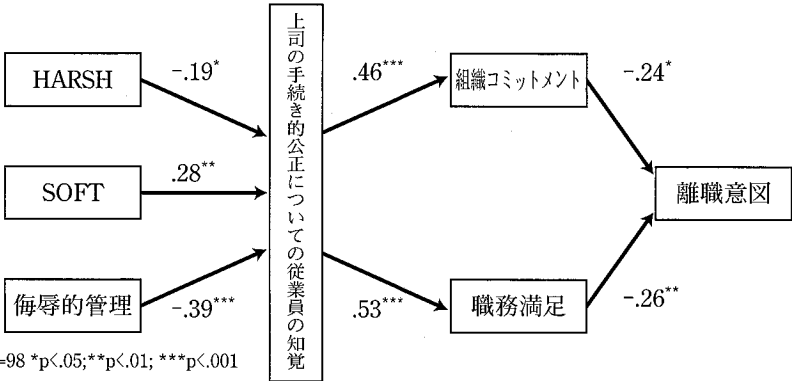 HARSH
-.19*
SOFT
.28**
侮辱的管理
-.39***
上司の手続き的公正についての従業員の知覚
.46***
組織コミットメント
-.24*
.53***
職務満足
-.26**
離職意図
=98 *p<.05;**p<.01; ***p<.001